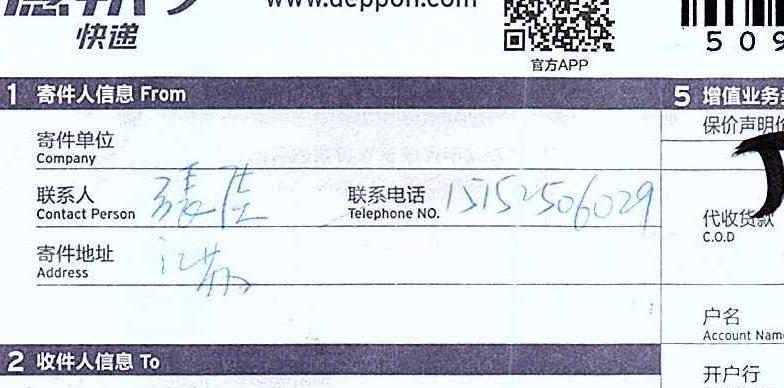 www.deppon.com
快递
官方APP
509
1 寄件人信息 From
5 增值业务
寄件单位
Company
保价声明价
联系人 張陆
Contact Person
联系电话 15152506029
Telephone NO.
代收货款
C.O.D
寄件地址 江苏
Address
户名
Account Name
2 收件人信息 To
开户行